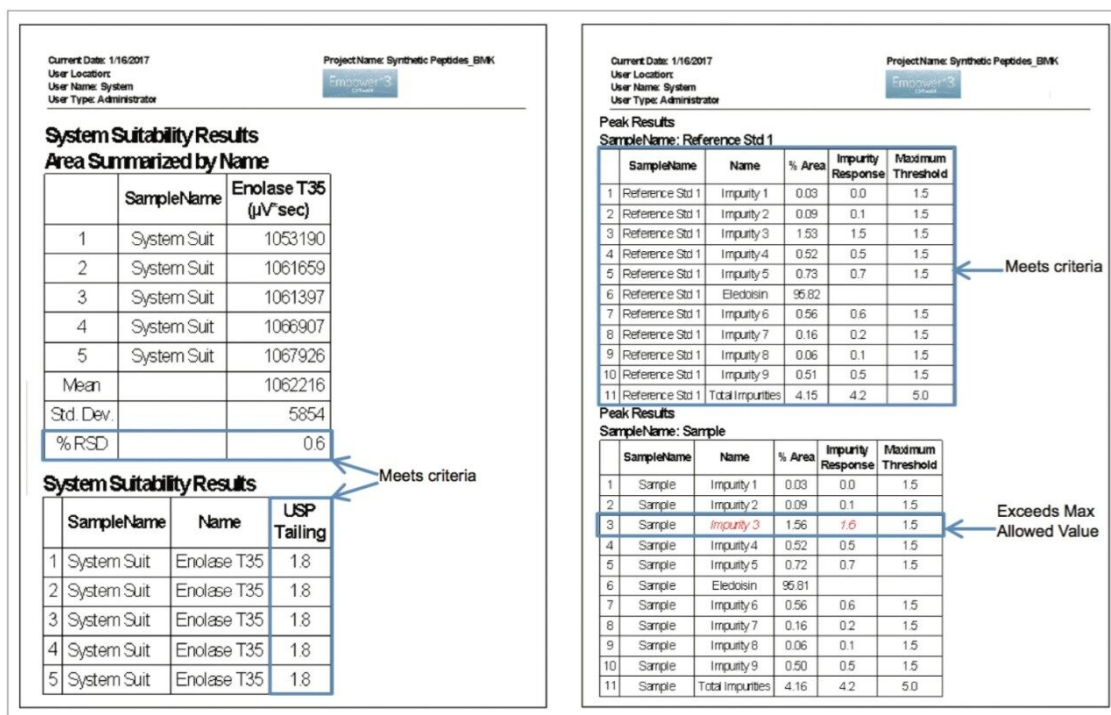 Current Date: 1/16/2017 Project Name: Synthetic Peptides_BMK
User Location:
User Name: System
User Type: Administrator
Empower®3
System Suitability Results
Area Summarized by Name
SampleName Enolase T35 (µV*sec)
1 System Suit 1053190
2 System Suit 1061659
3 System Suit 1061397
4 System Suit 1066907
5 System Suit 1067926
Mean 1062216
Std. Dev. 5854
% RSD 0.6
Meets criteria
System Suitability Results
SampleName Name USP Tailing
1 System Suit Enolase T35 1.8
2 System Suit Enolase T35 1.8
3 System Suit Enolase T35 1.8
4 System Suit Enolase T35 1.8
5 System Suit Enolase T35 1.8
Current Date: 1/16/2017 Project Name: Synthetic Peptides_BMK
User Location:
User Name: System
User Type: Administrator
Empower®3
Peak Results
SampleName: Reference Std 1
SampleName Name % Area Impurity Response Maximum Threshold
1 Reference Std 1 Impurity 1 0.03 0.0 1.5
2 Reference Std 1 Impurity 2 0.09 0.1 1.5
3 Reference Std 1 Impurity 3 1.53 1.5 1.5
4 Reference Std 1 Impurity 4 0.52 0.5 1.5
5 Reference Std 1 Impurity 5 0.73 0.7 1.5
6 Reference Std 1 Eledoisin 95.82
7 Reference Std 1 Impurity 6 0.56 0.6 1.5
8 Reference Std 1 Impurity 7 0.16 0.2 1.5
9 Reference Std 1 Impurity 8 0.06 0.1 1.5
10 Reference Std 1 Impurity 9 0.51 0.5 1.5
11 Reference Std 1 Total Impurities 4.15 4.2 5.0
Meets criteria
Peak Results
SampleName: Sample
SampleName Name % Area Impurity Response Maximum Threshold
1 Sample Impurity 1 0.03 0.0 1.5
2 Sample Impurity 2 0.09 0.1 1.5
3 Sample Impurity 3 1.56 1.6 1.5
4 Sample Impurity 4 0.52 0.5 1.5
5 Sample Impurity 5 0.72 0.7 1.5
6 Sample Eledoisin 95.81
7 Sample Impurity 6 0.56 0.6 1.5
8 Sample Impurity 7 0.16 0.2 1.5
9 Sample Impurity 8 0.06 0.1 1.5
10 Sample Impurity 9 0.50 0.5 1.5
11 Sample Total Impurities 4.16 4.2 5.0
Exceeds Max
Allowed Value